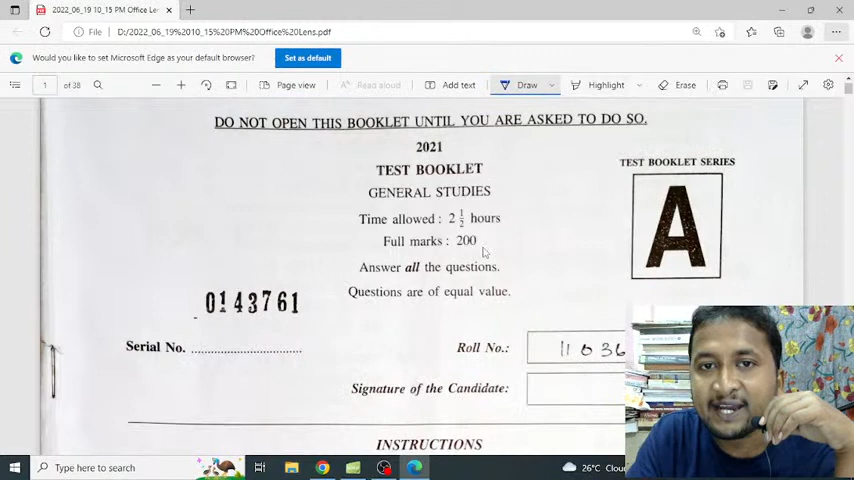 2022_06_19 10_15 PM Office Len
File
D:/2022_06_19%2010_15%20PM%20Office%20Lens.pdf
Would you like to set Microsoft Edge as your default browser?
Set as default
1
of 38
Page view
Read aloud
Add text
Draw
Highlight
Erase
DO NOT OPEN THIS BOOKLET UNTIL YOU ARE ASKED TO DO SO.
2021
TEST BOOKLET
GENERAL STUDIES
TEST BOOKLET SERIES
A
Time allowed : 2 1/2 hours
Full marks : 200
Answer all the questions.
Questions are of equal value.
0143761
Serial No. ..................................
Roll No.:
11036
Signature of the Candidate:
INSTRUCTIONS
Type here to search
26°C
Clou